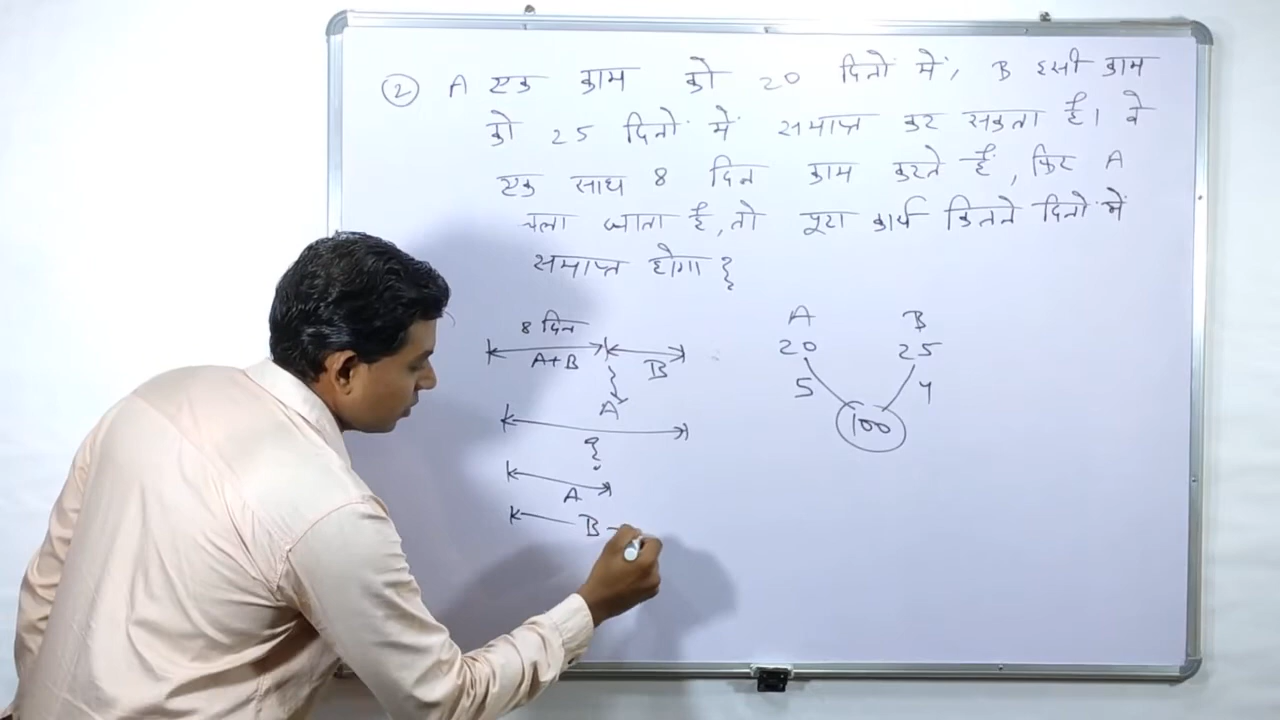 ② A एक काम को 20 दिनों में, B इसी काम
को 25 दिनों में समाप्त कर सकता है। वे
एक साथ 8 दिन काम करते हैं, फिर A
चला जाता है, तो पूरा कार्य कितने दिनों में
समाप्त होगा ?
8 दिन
A+B B
A
?
A
B
A B
20 25
5 4
100